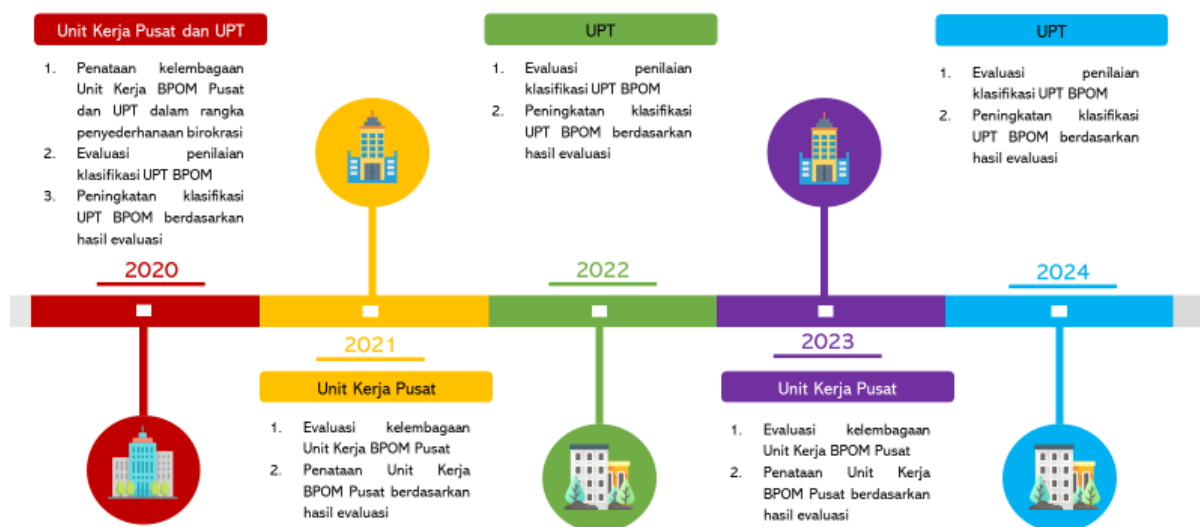 Unit Kerja Pusat dan UPT
1. Penataan kelembagaan
Unit Kerja BPOM Pusat
dan UPT dalam rangka
penyederhanaan birokrasi
2. Evaluasi penilaian
klasifikasi UPT BPOM
3. Peningkatan klasifikasi
UPT BPOM berdasarkan
hasil evaluasi
2020
2021
Unit Kerja Pusat
1. Evaluasi kelembagaan
Unit Kerja BPOM Pusat
2. Penataan Unit Kerja
BPOM Pusat berdasarkan
hasil evaluasi
UPT
1. Evaluasi penilaian
klasifikasi UPT BPOM
2. Peningkatan klasifikasi
UPT BPOM berdasarkan
hasil evaluasi
2022
2023
Unit Kerja Pusat
1. Evaluasi kelembagaan
Unit Kerja BPOM Pusat
2. Penataan Unit Kerja
BPOM Pusat berdasarkan
hasil evaluasi
UPT
1. Evaluasi penilaian
klasifikasi UPT BPOM
2. Peningkatan klasifikasi
UPT BPOM berdasarkan
hasil evaluasi
2024